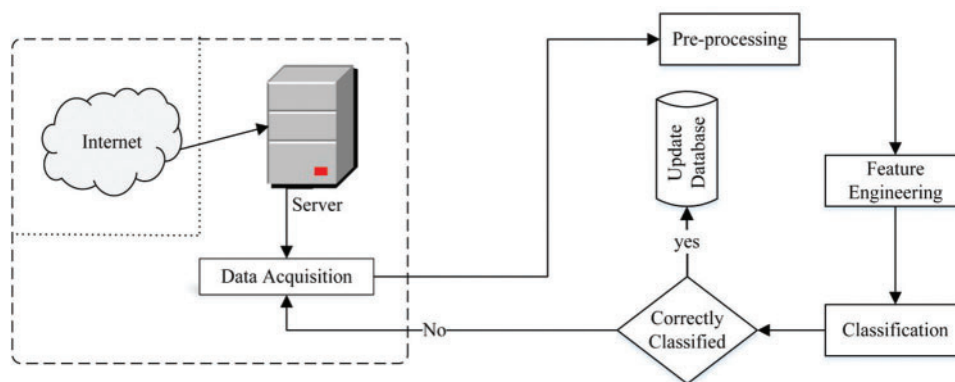 Internet
Server
Data Acquisition
Pre-processing
Feature
Engineering
Classification
Correctly
Classified
yes
Update
Database
No